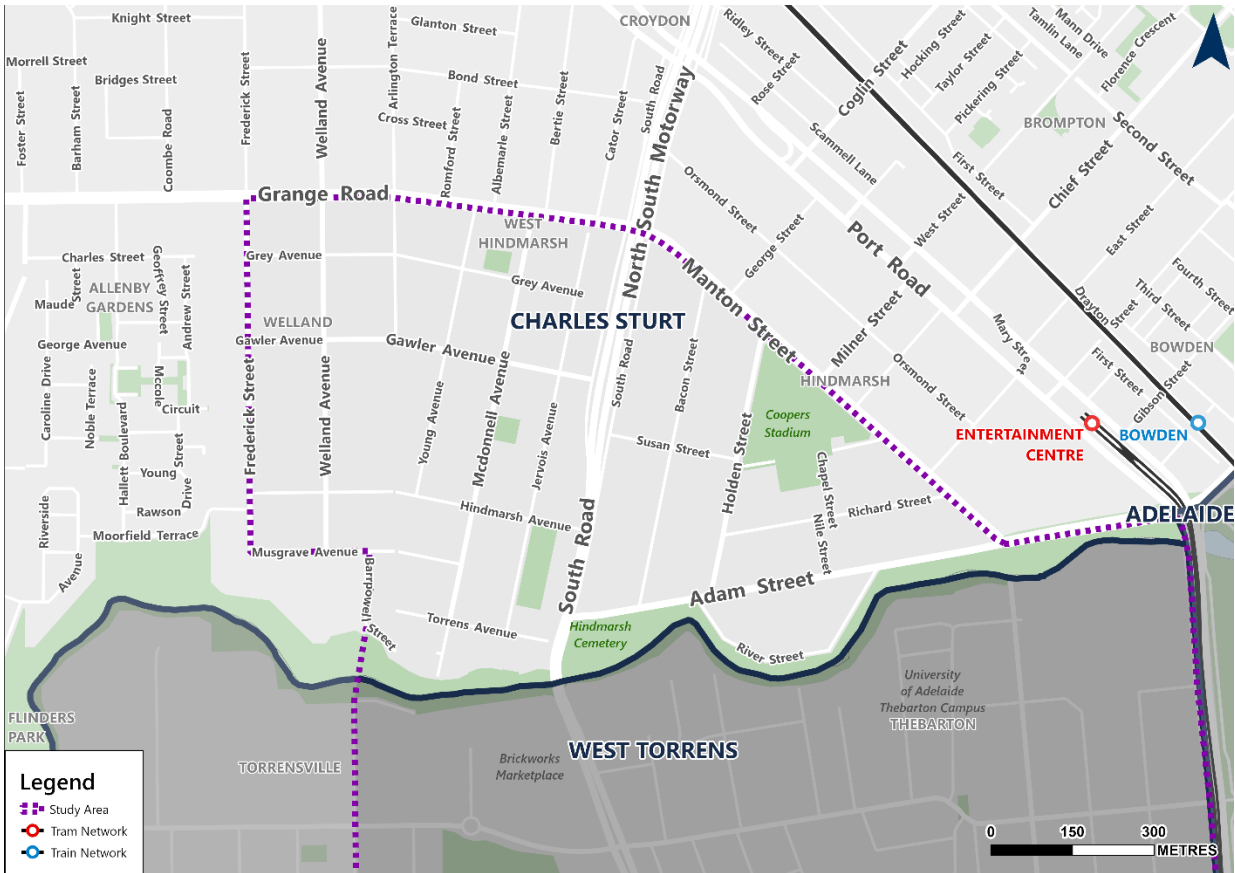 Knight Street
Glanton Street
CROYDON
Ridley Street
Rose Street
Hocking Street
Taylor Street
Pickering Street
Tamlin Lane
Mann Drive
Florence Crescent
Morrell Street
Bridges Street
Foster Street
Barham Street
Coombe Road
Frederick Street
Welland Avenue
Arlington Terrace
Bond Street
Cross Street
Romford Street
Albemarle Street
Bertie Street
Cator Street
South Road
North South Motorway
Coglin Street
Scammell Lane
First Street
BROMPTON
Chief Street
Second Street
Grange Road
WEST
HINDMARSH
Orsmond Street
George Street
West Street
Port Road
East Street
Fourth Street
Third Street
Drayton
Street
Charles Street
Geoffrey Street
Andrew Street
Maude
Street
ALLENBY
GARDENS
Grey Avenue
Grey Avenue
WELLAND
Gawler Avenue
Gawler Avenue
CHARLES STURT
Manton Street
Milner Street
Mary Street
BOWDEN
First Street
Gibson Street
George Avenue
Caroline Drive
Noble Terrace
Mccole
Circuit
Hallett Boulevard
Young
Street
Rawson
Drive
Riverside
Avenue
Moorfield Terrace
Frederick Street
Welland Avenue
Young Avenue
Mcdonnell Avenue
Jervois Avenue
South Road
Bacon Street
Susan Street
Holden Street
HINDMARSH
Orsmond Street
Coopers
Stadium
Chapel Street
Nile Street
Richard Street
ENTERTAINMENT
CENTRE
BOWDEN
ADELAIDE
Hindmarsh Avenue
Musgrave Avenue
Barrpowell Street
Torrens Avenue
South Road
Adam Street
Hindmarsh
Cemetery
River Street
University
of Adelaide
Thebarton Campus
THEBARTON
FLINDERS
PARK
TORRENSVILLE
Brickworks
Marketplace
WEST TORRENS
Legend
Study Area
Tram Network
Train Network
0 150 300
METRES